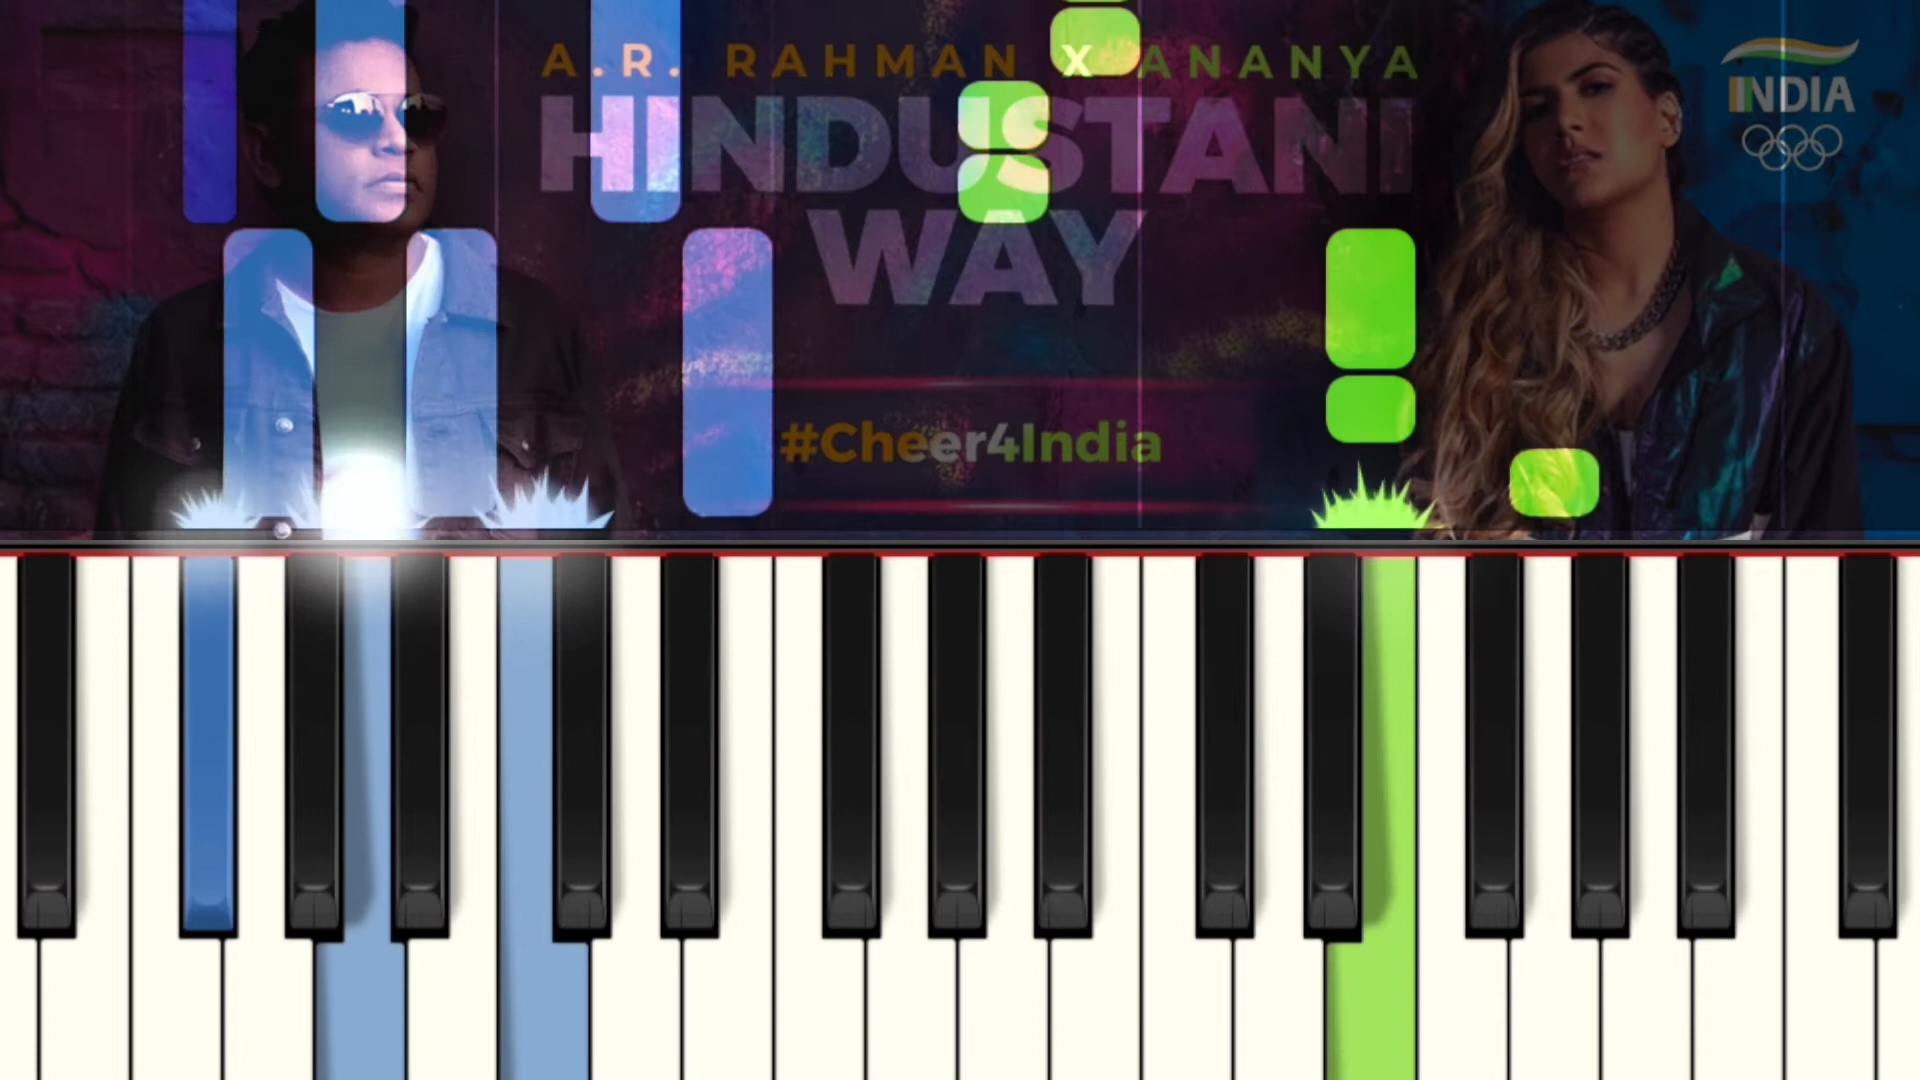 A.R. RAHMAN X ANANYA
HINDUSTANI
WAY
#Cheer4India
INDIA